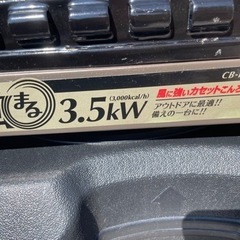 CB-
まる
3.5kW
(3,000kcal/h)
風に強いカセットこんろ
アウトドアに最適!!
備えの一台に!!